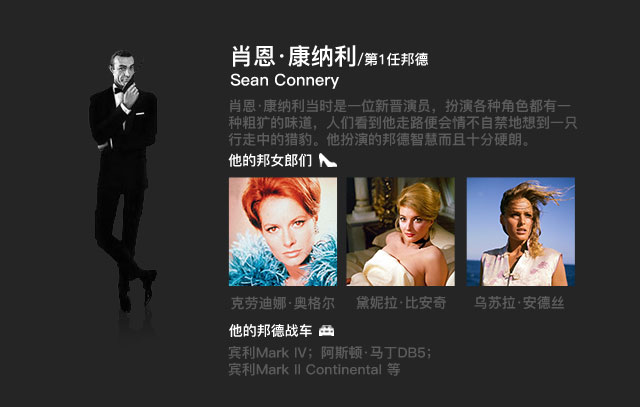 肖恩·康纳利/第1任邦德
Sean Connery
肖恩·康纳利当时是一位新晋演员，扮演各种角色都有一
种粗犷的味道，人们看到他走路便会情不自禁地想到一只
行走中的猎豹。他扮演的邦德智慧而且十分硬朗。
他的邦女郎们
克劳迪娜·奥格尔
黛妮拉·比安奇
乌苏拉·安德丝
他的邦德战车
宾利Mark IV；阿斯顿·马丁DB5；
宾利Mark II Continental 等